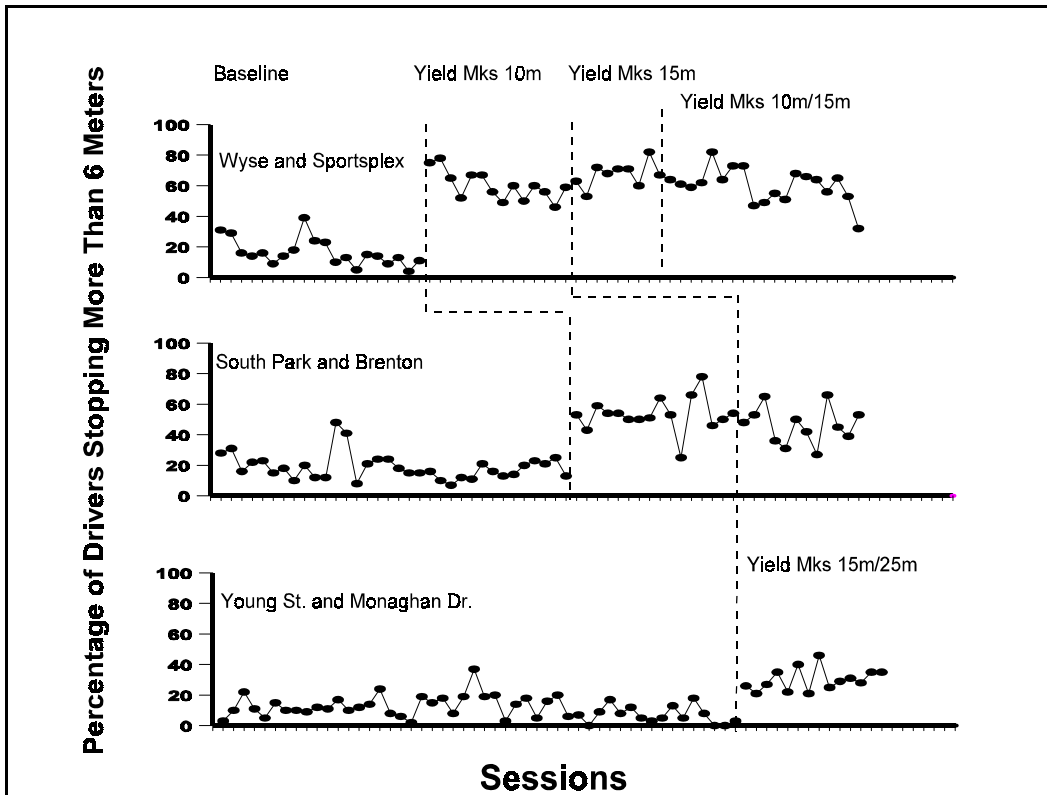 Percentage of Drivers Stopping More Than 6 Meters
Baseline
Yield Mks 10m
Yield Mks 15m
Yield Mks 10m/15m
100
80
60
40
20
0
Wyse and Sportsplex
100
80
60
40
20
0
South Park and Brenton
Yield Mks 15m/25m
100
80
60
40
20
0
Young St. and Monaghan Dr.
Sessions